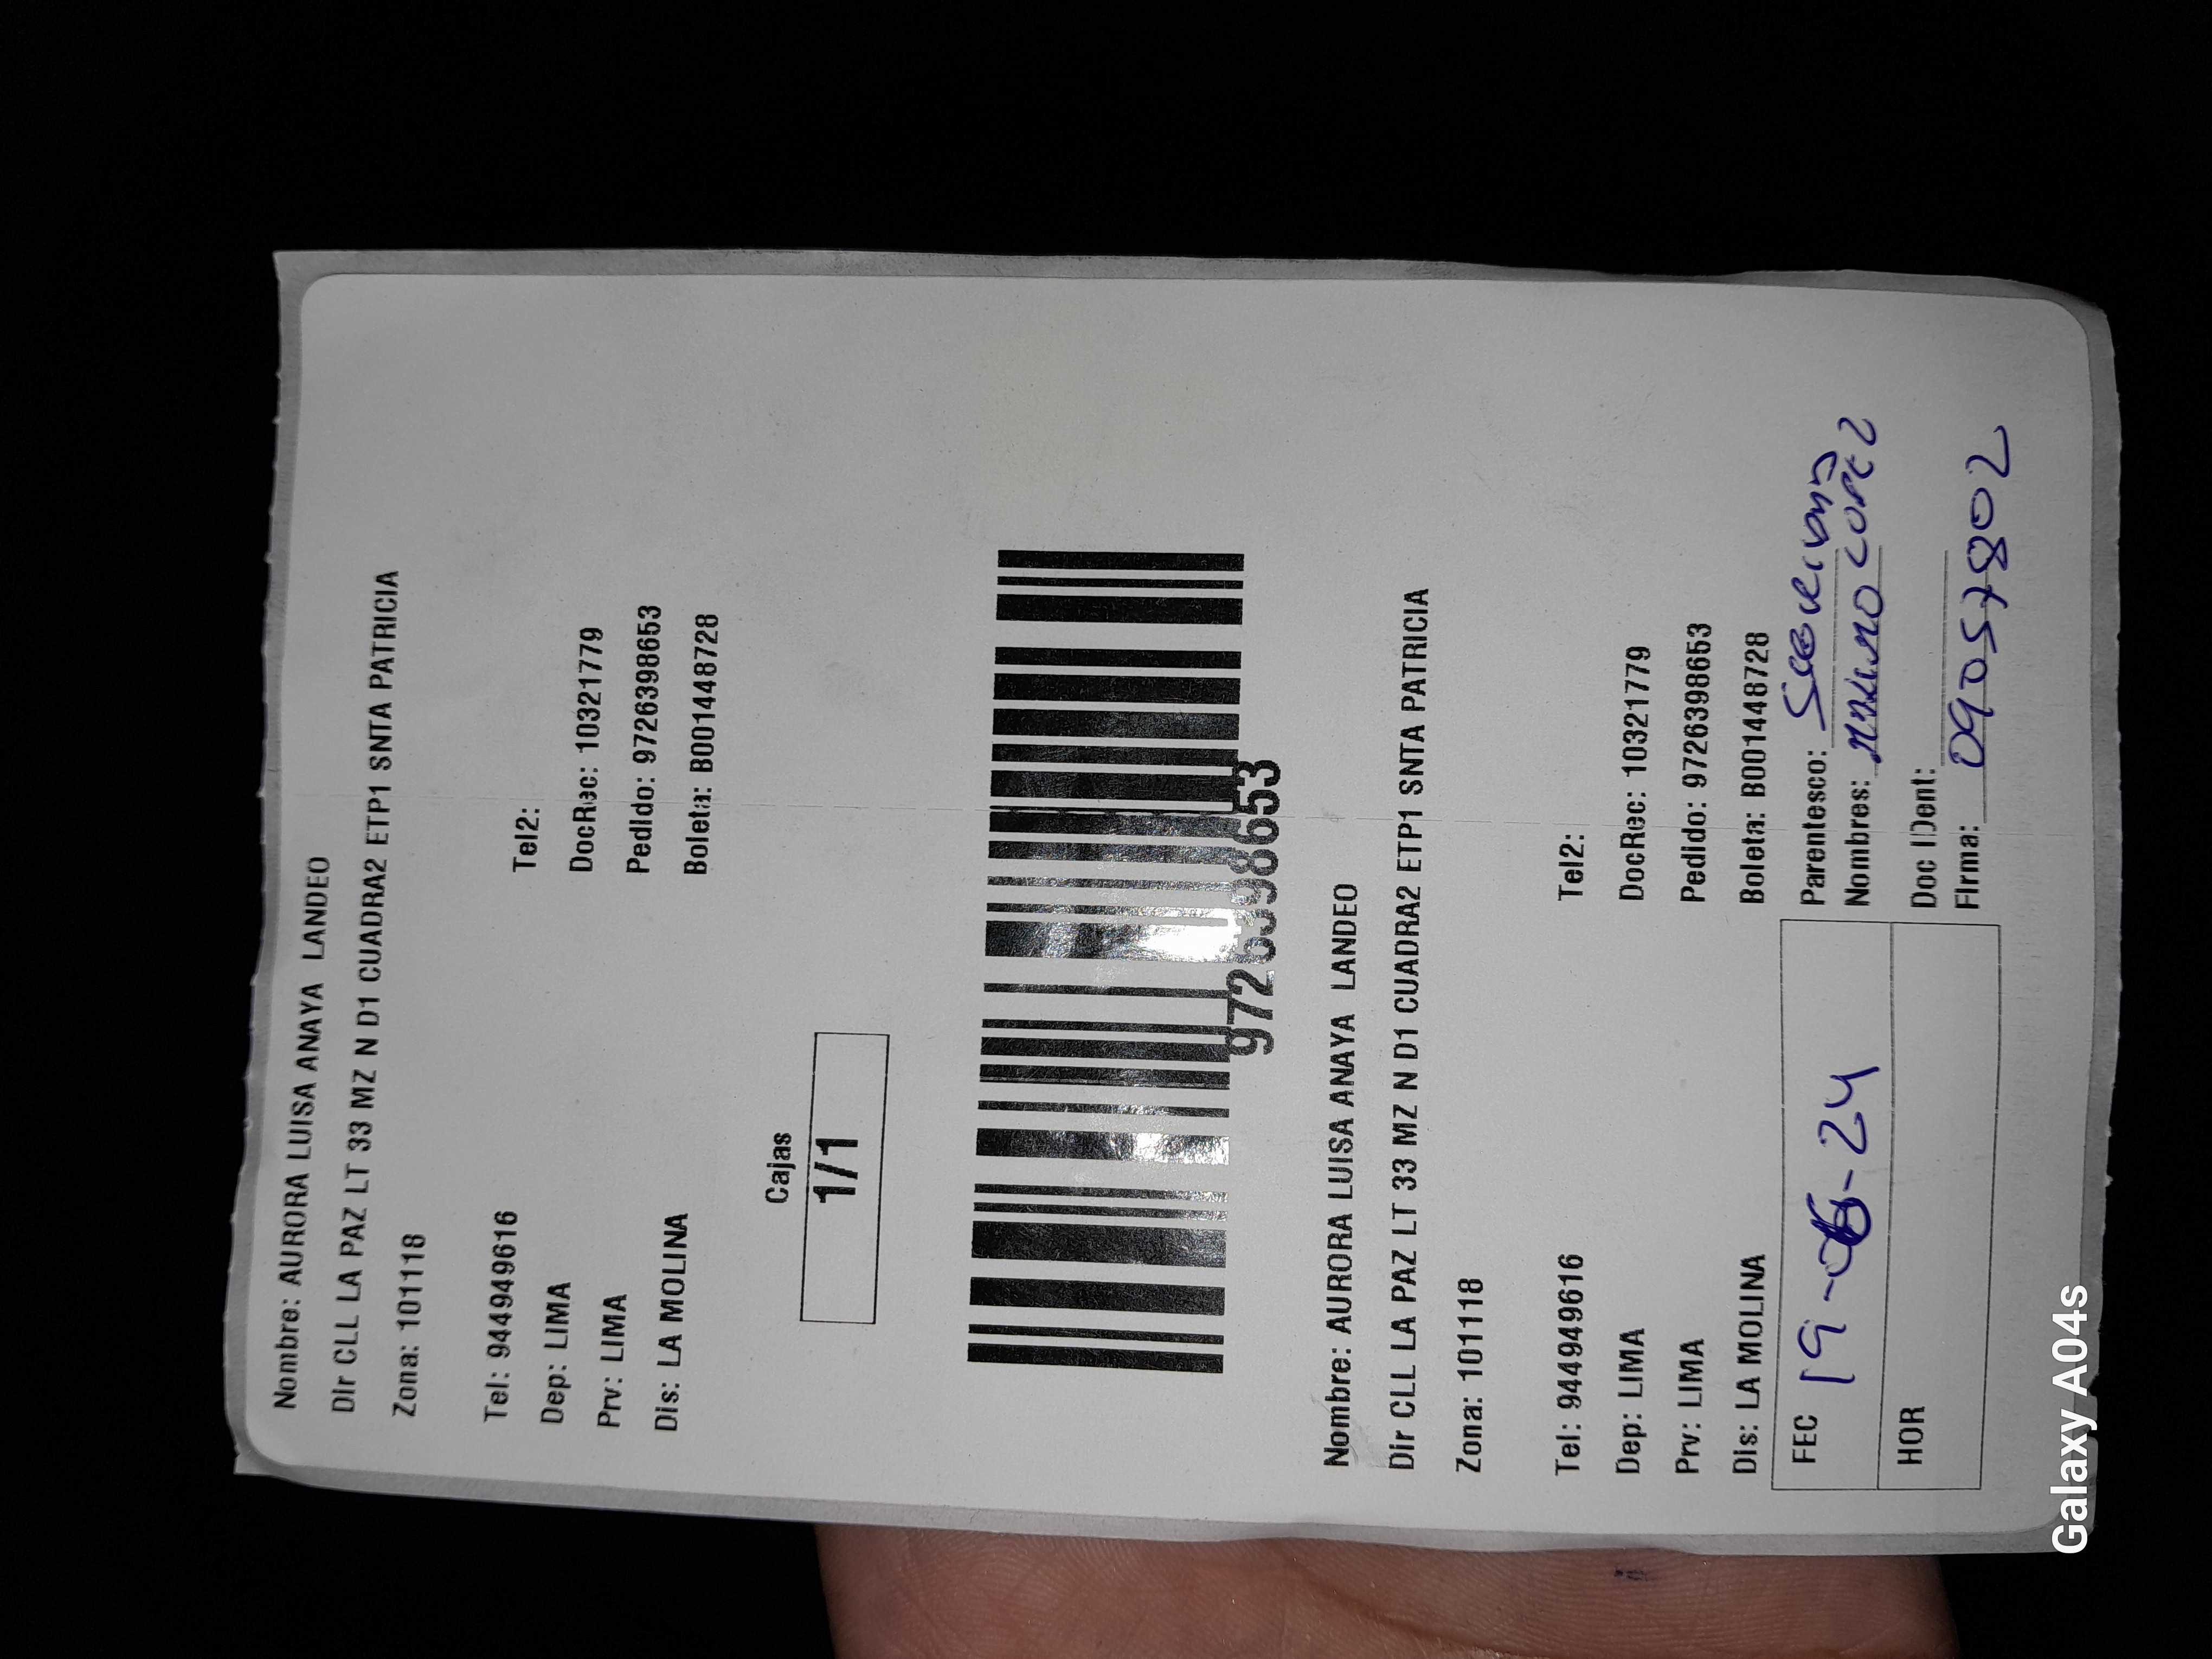 Nombre: AURORA LUISA ANAYA LANDEO
Dir CLL LA PAZ LT 33 MZ N D1 CUADRA2 ETP1 SNTA PATRICIA
Zona: 101118
Tel: 944949616
Tel2:
Dep: LIMA
DocRec: 10321779
Prv: LIMA
Pedido: 9726398653
Dis: LA MOLINA
Boleta: B001448728
Cajas
1/1
9726398653
Nombre: AURORA LUISA ANAYA LANDEO
Dir CLL LA PAZ LT 33 MZ N D1 CUADRA2 ETP1 SNTA PATRICIA
Zona: 101118
Tel: 944949616
Tel2:
Dep: LIMA
DocRec: 10321779
Prv: LIMA
Pedido: 9726398653
Dis: LA MOLINA
Boleta: B001448728
FEC 19-06-24
Parentesco:
Nombres:
HOR
Doc IDent:
Firma: 09057802
Galaxy A04s